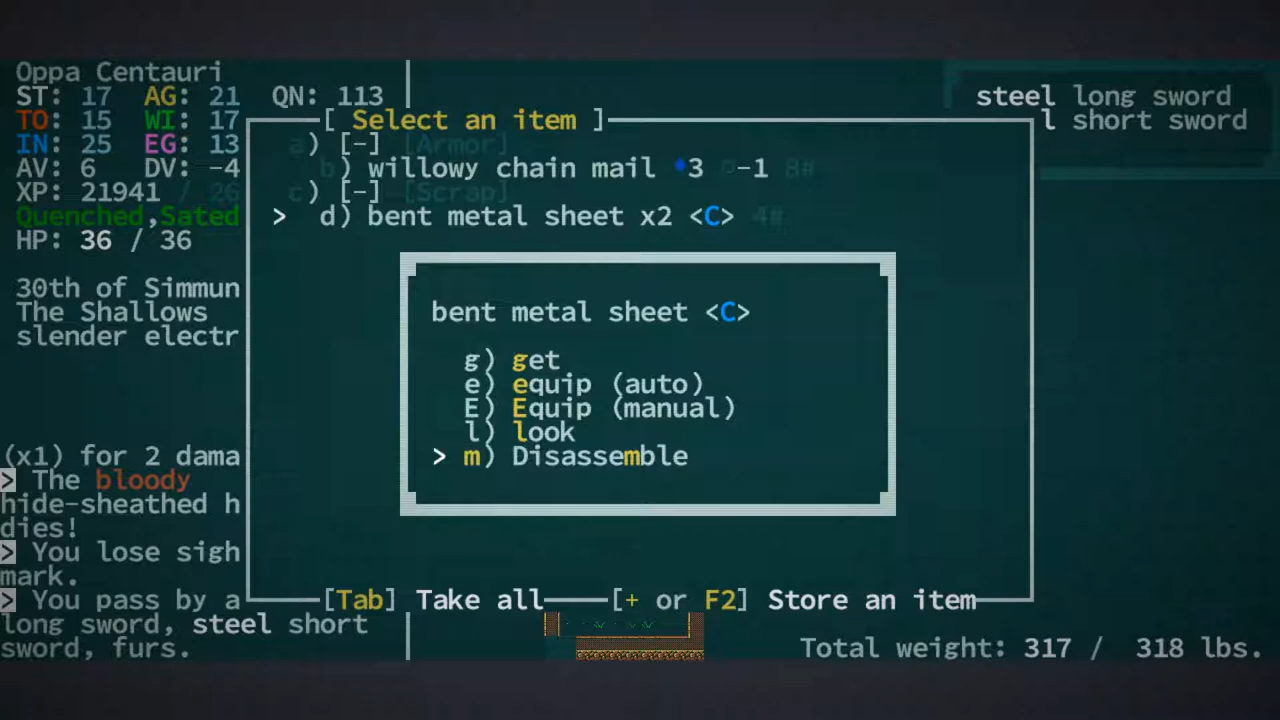 Oppa Centauri
ST: 17 AG: 21 QN: 113
TO: 15 WI: 17
IN: 25 EG: 13
AV: 6 DV: -4
XP: 21941 / 26
Quenched,Sated
HP: 36 / 36
30th of Simmun
The Shallows
slender electr
(x1) for 2 dama
> The bloody
hide-sheathed h
dies!
> You lose sigh
mark.
> You pass by a
long sword, steel short
sword, furs.
[ Select an item ]
a) [-] [Armor]
b) willowy chain mail ♦3 ○-1 8#
c) [-] [Scrap]
> d) bent metal sheet x2 <C> 4#
bent metal sheet <C>
g) get
e) equip (auto)
E) Equip (manual)
l) look
> m) Disassemble
[Tab] Take all
[+ or F2] Store an item
steel long sword
l short sword
Total weight: 317 / 318 lbs.